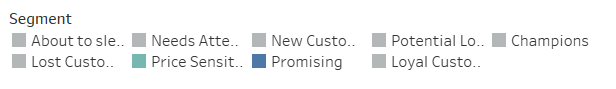 Segment
About to sle.. Needs Atte.. New Custo.. Potential Lo.. Champions
Lost Custo.. Price Sensit.. Promising Loyal Custo..